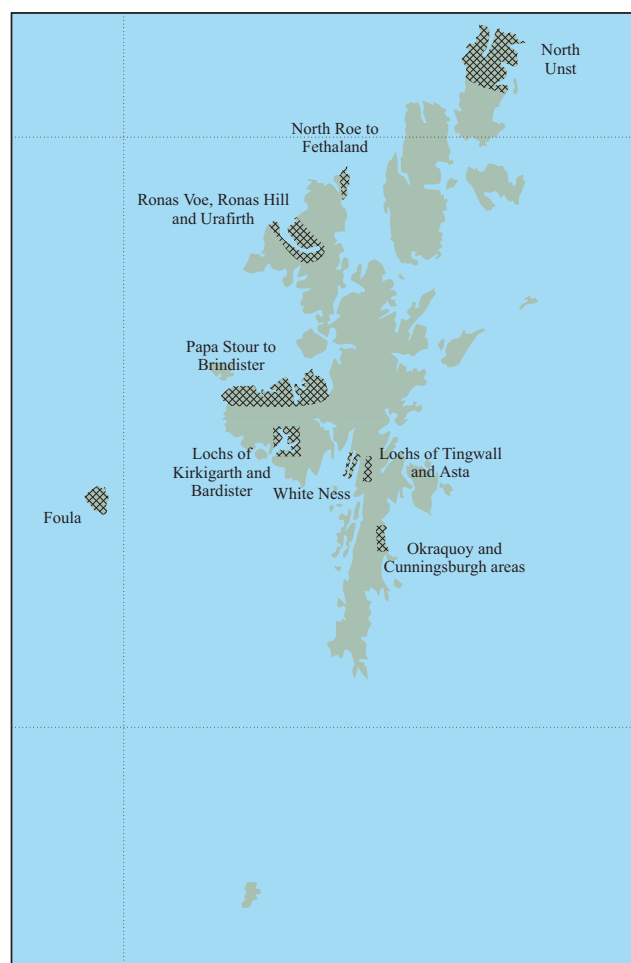 North
Unst
North Roe to
Fethaland
Ronas Voe, Ronas Hill
and Urafirth
Papa Stour to
Brindister
Lochs of
Kirkigarth and
Bardister
White Ness
Lochs of Tingwall
and Asta
Foula
Okraquoy and
Cunningsburgh areas